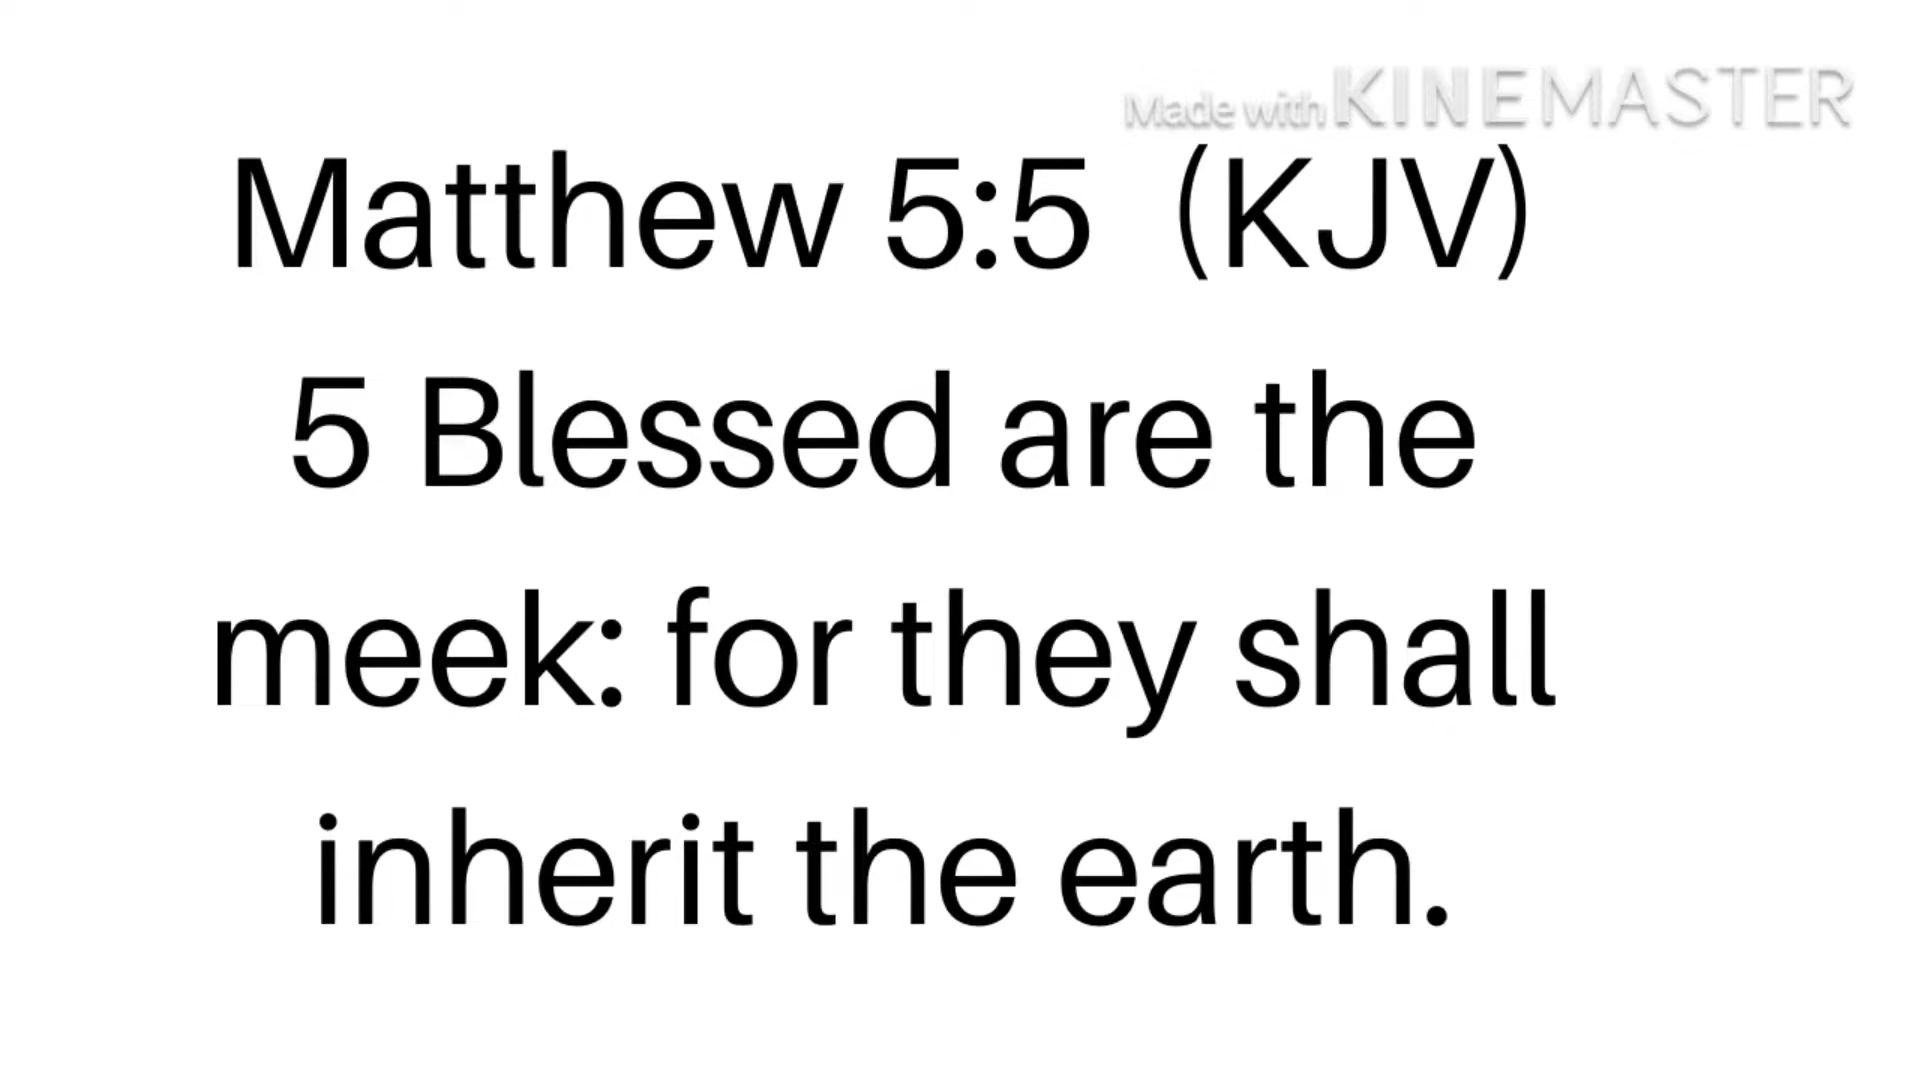 Made with KINEMASTER
Matthew 5:5 (KJV)
5 Blessed are the
meek: for they shall
inherit the earth.